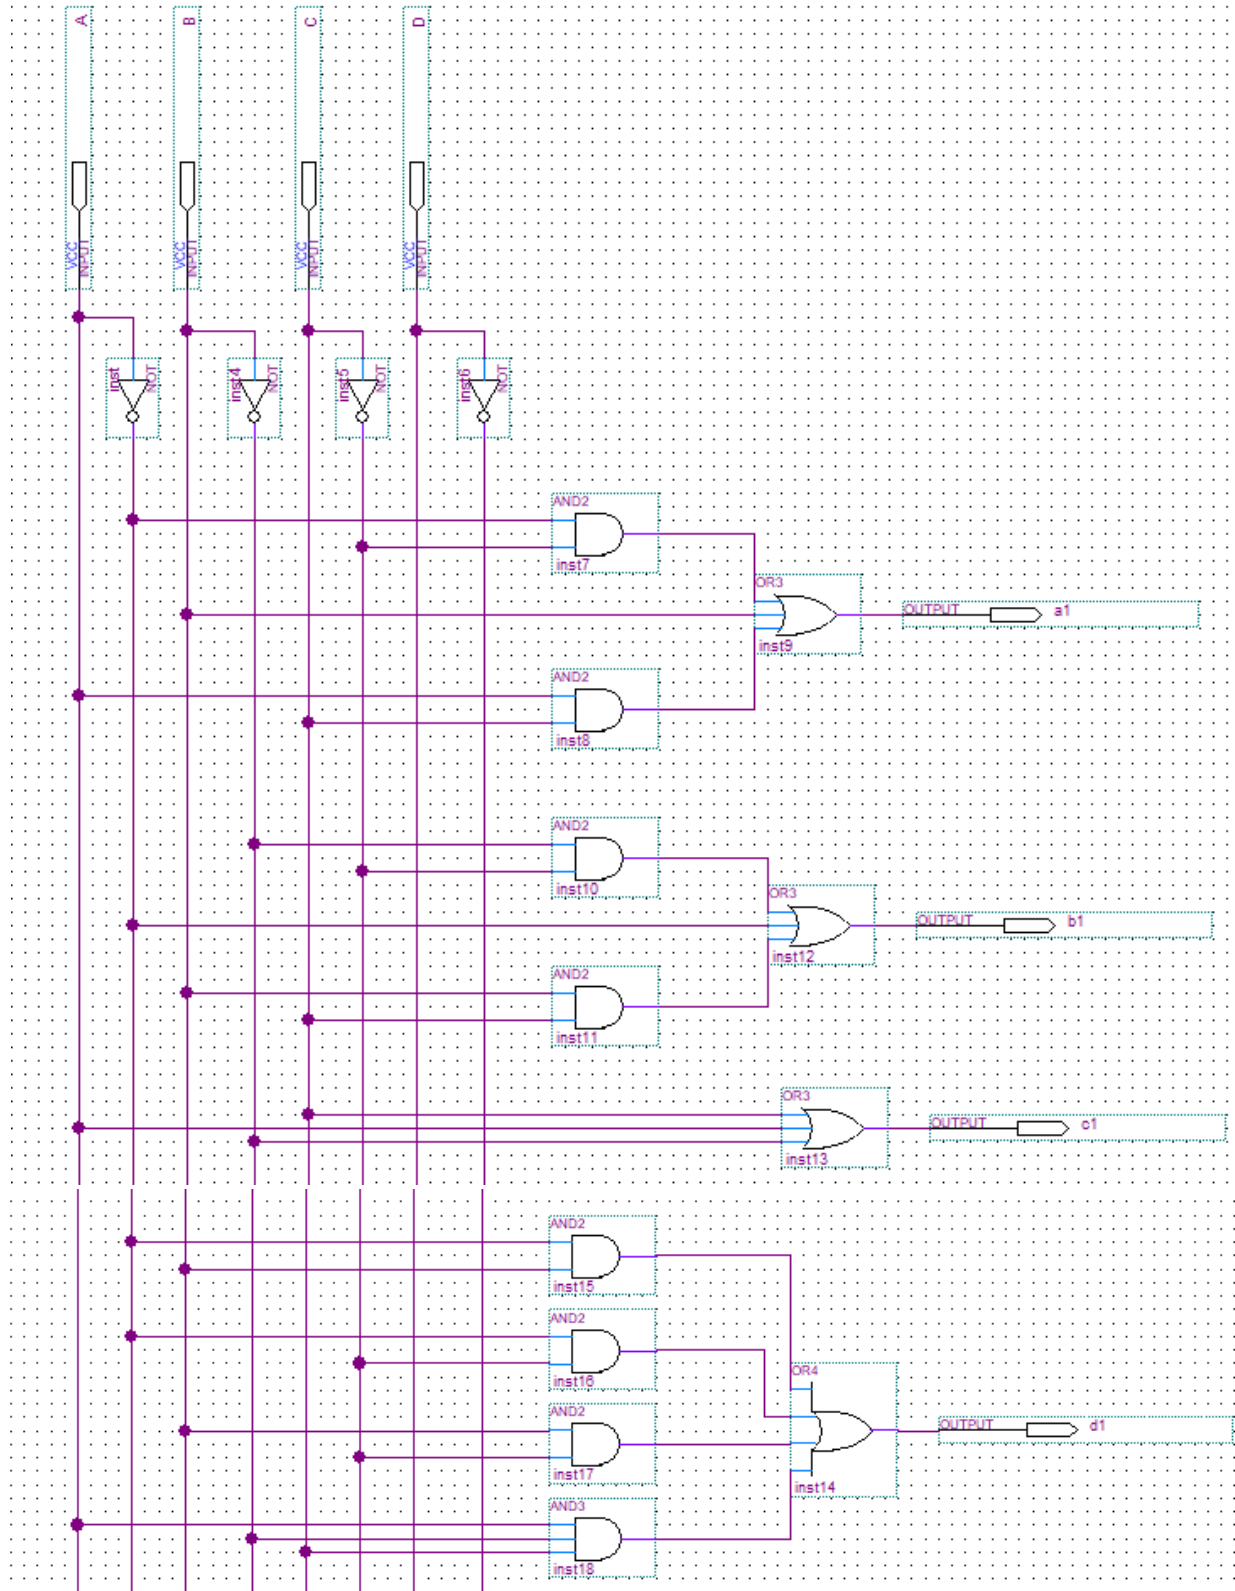 A
B
C
D
VCC
INPUT
VCC
INPUT
VCC
INPUT
VCC
INPUT
inst
NOT
inst4
NOT
inst5
NOT
inst6
NOT
AND2
inst7
OR3
inst9
OUTPUT
a1
AND2
inst8
AND2
inst10
OR3
inst12
OUTPUT
b1
AND2
inst11
OR3
inst13
OUTPUT
c1
AND2
inst15
AND2
inst16
OR4
inst14
OUTPUT
d1
AND2
inst17
AND3
inst18